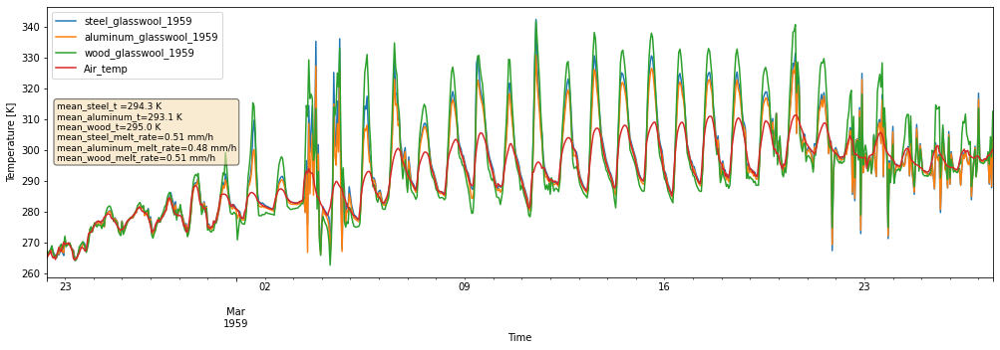 340
330
320
310
300
290
280
270
260
Temperature [K]
steel_glasswool_1959
aluminum_glasswool_1959
wood_glasswool_1959
Air_temp
mean_steel_t =294.3 K
mean_aluminum_t=293.1 K
mean_wood_t=295.0 K
mean_steel_melt_rate=0.51 mm/h
mean_aluminum_melt_rate=0.48 mm/h
mean_wood_melt_rate=0.51 mm/h
23 02 09 16 23
Mar
1959
Time